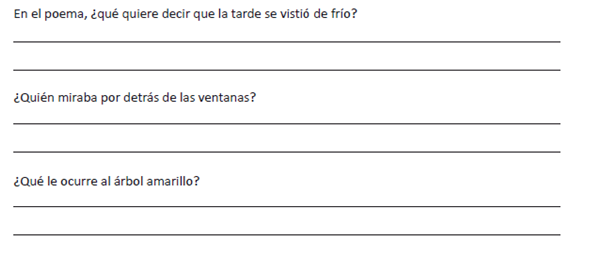 En el poema, ¿qué quiere decir que la tarde se vistió de frío?
¿Quién miraba por detrás de las ventanas?
¿Qué le ocurre al árbol amarillo?